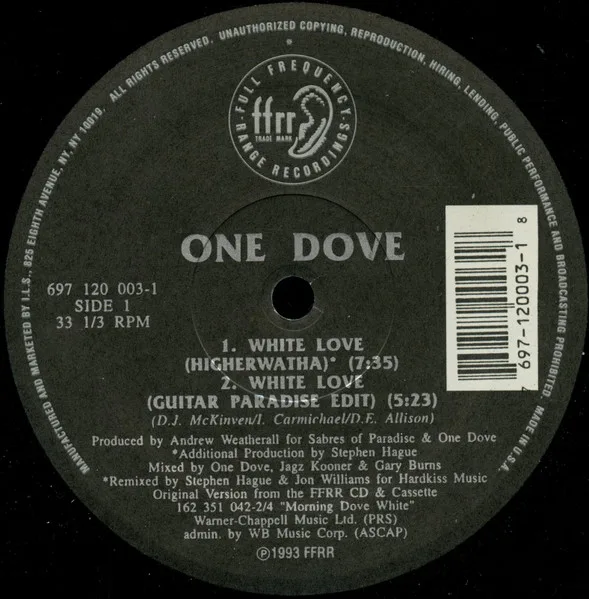 MANUFACTURED AND MARKETED BY I.L.S., 825 EIGHTH AVENUE, NY, NY 10019. ALL RIGHTS RESERVED. UNAUTHORIZED COPYING, REPRODUCTION, HIRING, LENDING, PUBLIC PERFORMANCE AND BROADCASTING PROHIBITED. MADE IN U.S.A.
FULL FREQUENCY
ffrr
TRADE MARK
RANGE RECORDINGS
ONE DOVE
697 120 003-1
SIDE 1
33 1/3 RPM
7 697-120003-1 8
1. WHITE LOVE
(HIGHERWATHA)* (7:35)
2. WHITE LOVE
(GUITAR PARADISE EDIT) (5:23)
(D.J. McKinven/I. Carmichael/D.E. Allison)
Produced by Andrew Weatherall for Sabres of Paradise & One Dove
*Additional Production by Stephen Hague
Mixed by One Dove, Jagz Kooner & Gary Burns
*Remixed by Stephen Hague & Jon Williams for Hardkiss Music
Original Version from the FFRR CD & Cassette
162 351 042-2/4 "Morning Dove White"
Warner-Chappell Music Ltd. (PRS)
admin. by WB Music Corp. (ASCAP)
℗1993 FFRR